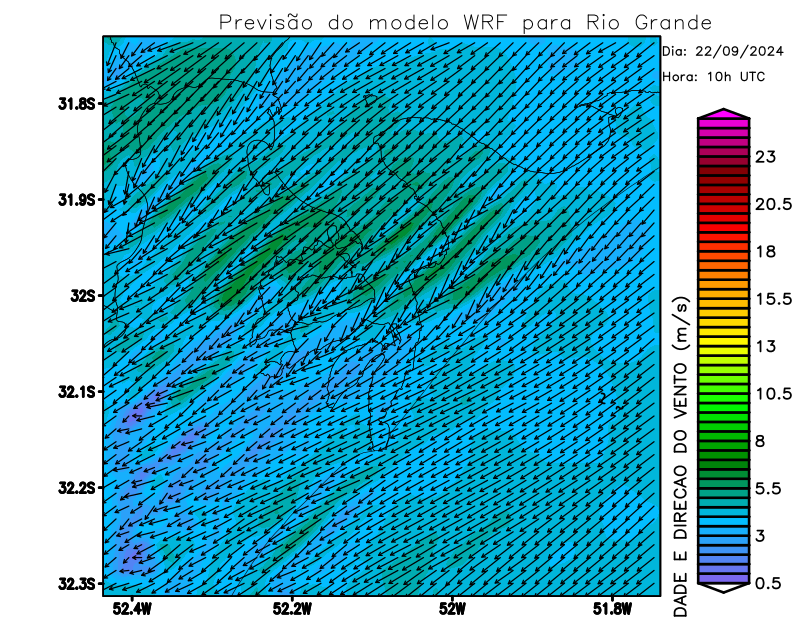 Previsão do modelo WRF para Rio Grande
Dia: 22/09/2024
Hora: 10h UTC
31.8S
31.9S
32S
32.1S
32.2S
32.3S
52.4W
52.2W
52W
51.8W
23
20.5
18
15.5
13
10.5
8
5.5
3
0.5
DADE E DIRECAO DO VENTO (m/s)